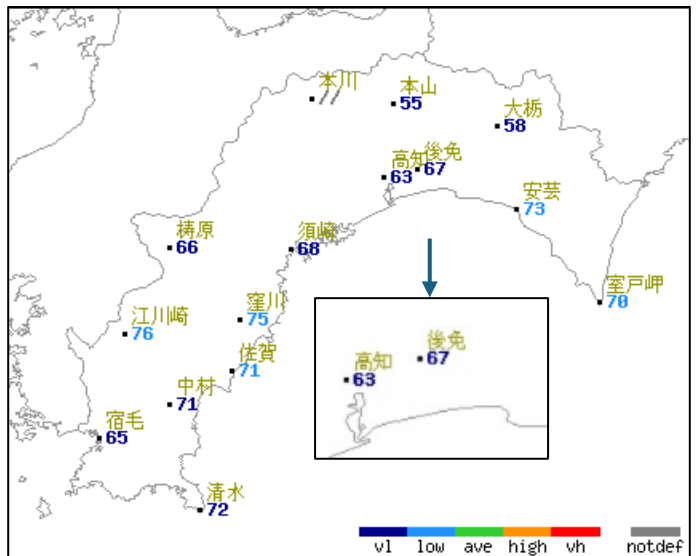 本川
//
本山
55
大栃
58
高知
63
後免
67
安芸
73
梼原
66
須崎
68
室戸岬
70
江川崎
76
窪川
75
佐賀
71
中村
71
宿毛
65
清水
72
高知
63
後免
67
vl low ave high vh notdef